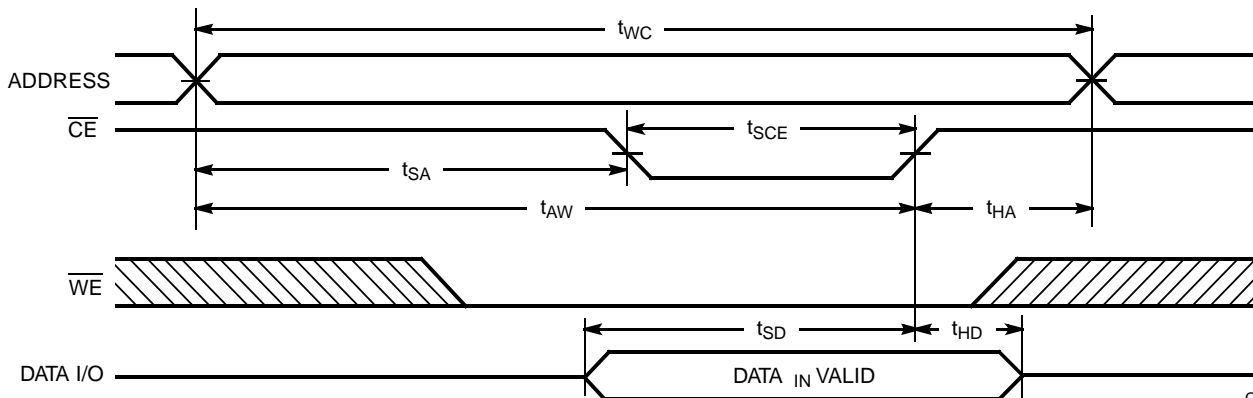 tWC
ADDRESS
CE
tSCE
tSA
tAW
tHA
WE
tSD
tHD
DATA I/O
DATA IN VALID